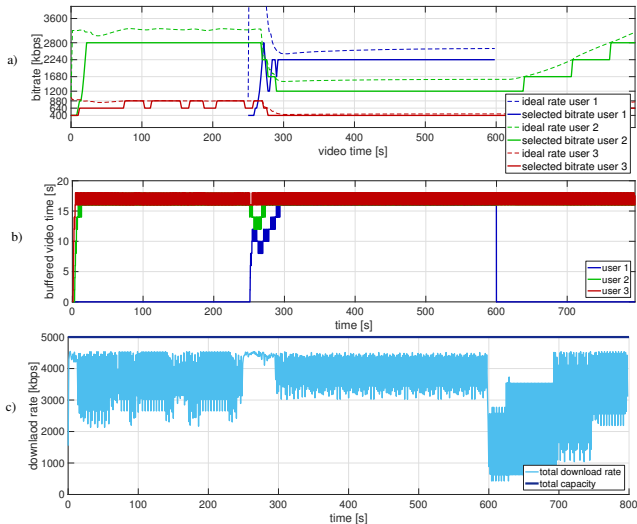 a)
bitrate [kbps]
3600
2800
2240
1680
1200
880
640
400
0
100
200
300
400
500
600
video time [s]
ideal rate user 1
selected bitrate user 1
ideal rate user 2
selected bitrate user 2
ideal rate user 3
selected bitrate user 3
b)
buffered video time [s]
20
15
10
5
0
0
100
200
300
400
500
600
700
time [s]
user 1
user 2
user 3
c)
downlaod rate [kbps]
5000
4000
3000
2000
1000
0
0
100
200
300
400
500
600
700
800
time [s]
total download rate
total capacity